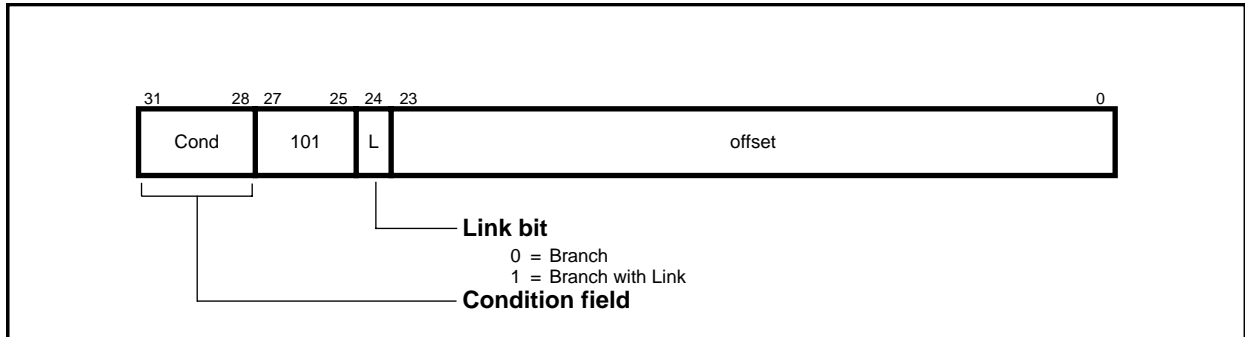 31 28 27 25 24 23 0
Cond 101 L offset
Link bit
0 = Branch
1 = Branch with Link
Condition field